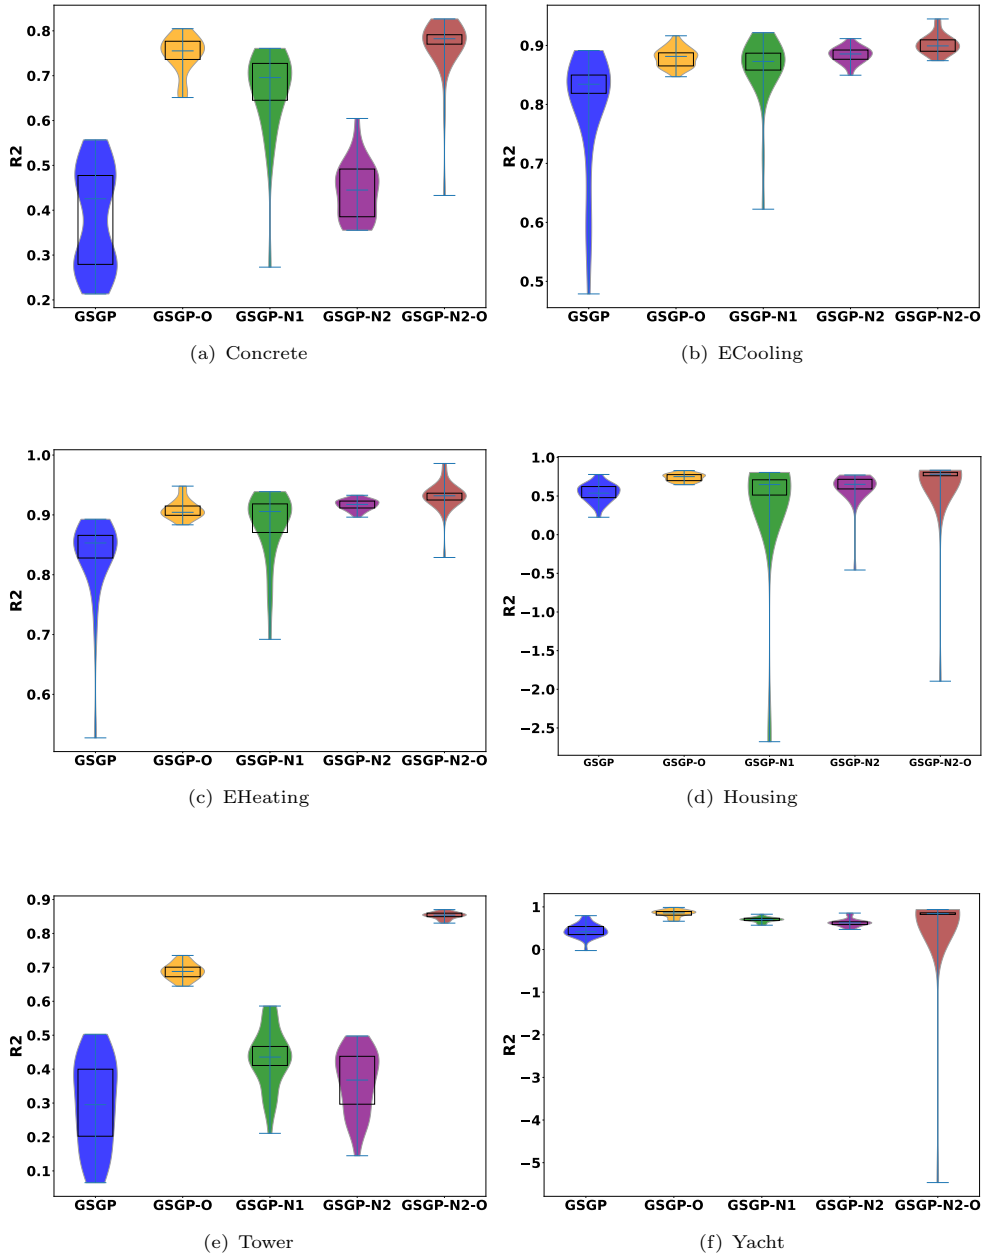 0.8
0.7
0.6
0.5
0.4
0.3
0.2
R2
GSGP GSGP-O GSGP-N1 GSGP-N2 GSGP-N2-O
(a) Concrete
0.9
0.8
0.7
0.6
0.5
R2
GSGP GSGP-O GSGP-N1 GSGP-N2 GSGP-N2-O
(b) ECooling
1.0
0.9
0.8
0.7
0.6
R2
GSGP GSGP-O GSGP-N1 GSGP-N2 GSGP-N2-O
(c) EHeating
1.0
0.5
0.0
−0.5
−1.0
−1.5
−2.0
−2.5
R2
GSGP GSGP-O GSGP-N1 GSGP-N2 GSGP-N2-O
(d) Housing
0.9
0.8
0.7
0.6
0.5
0.4
0.3
0.2
0.1
R2
GSGP GSGP-O GSGP-N1 GSGP-N2 GSGP-N2-O
(e) Tower
1
0
−1
−2
−3
−4
−5
R2
GSGP GSGP-O GSGP-N1 GSGP-N2 GSGP-N2-O
(f) Yacht